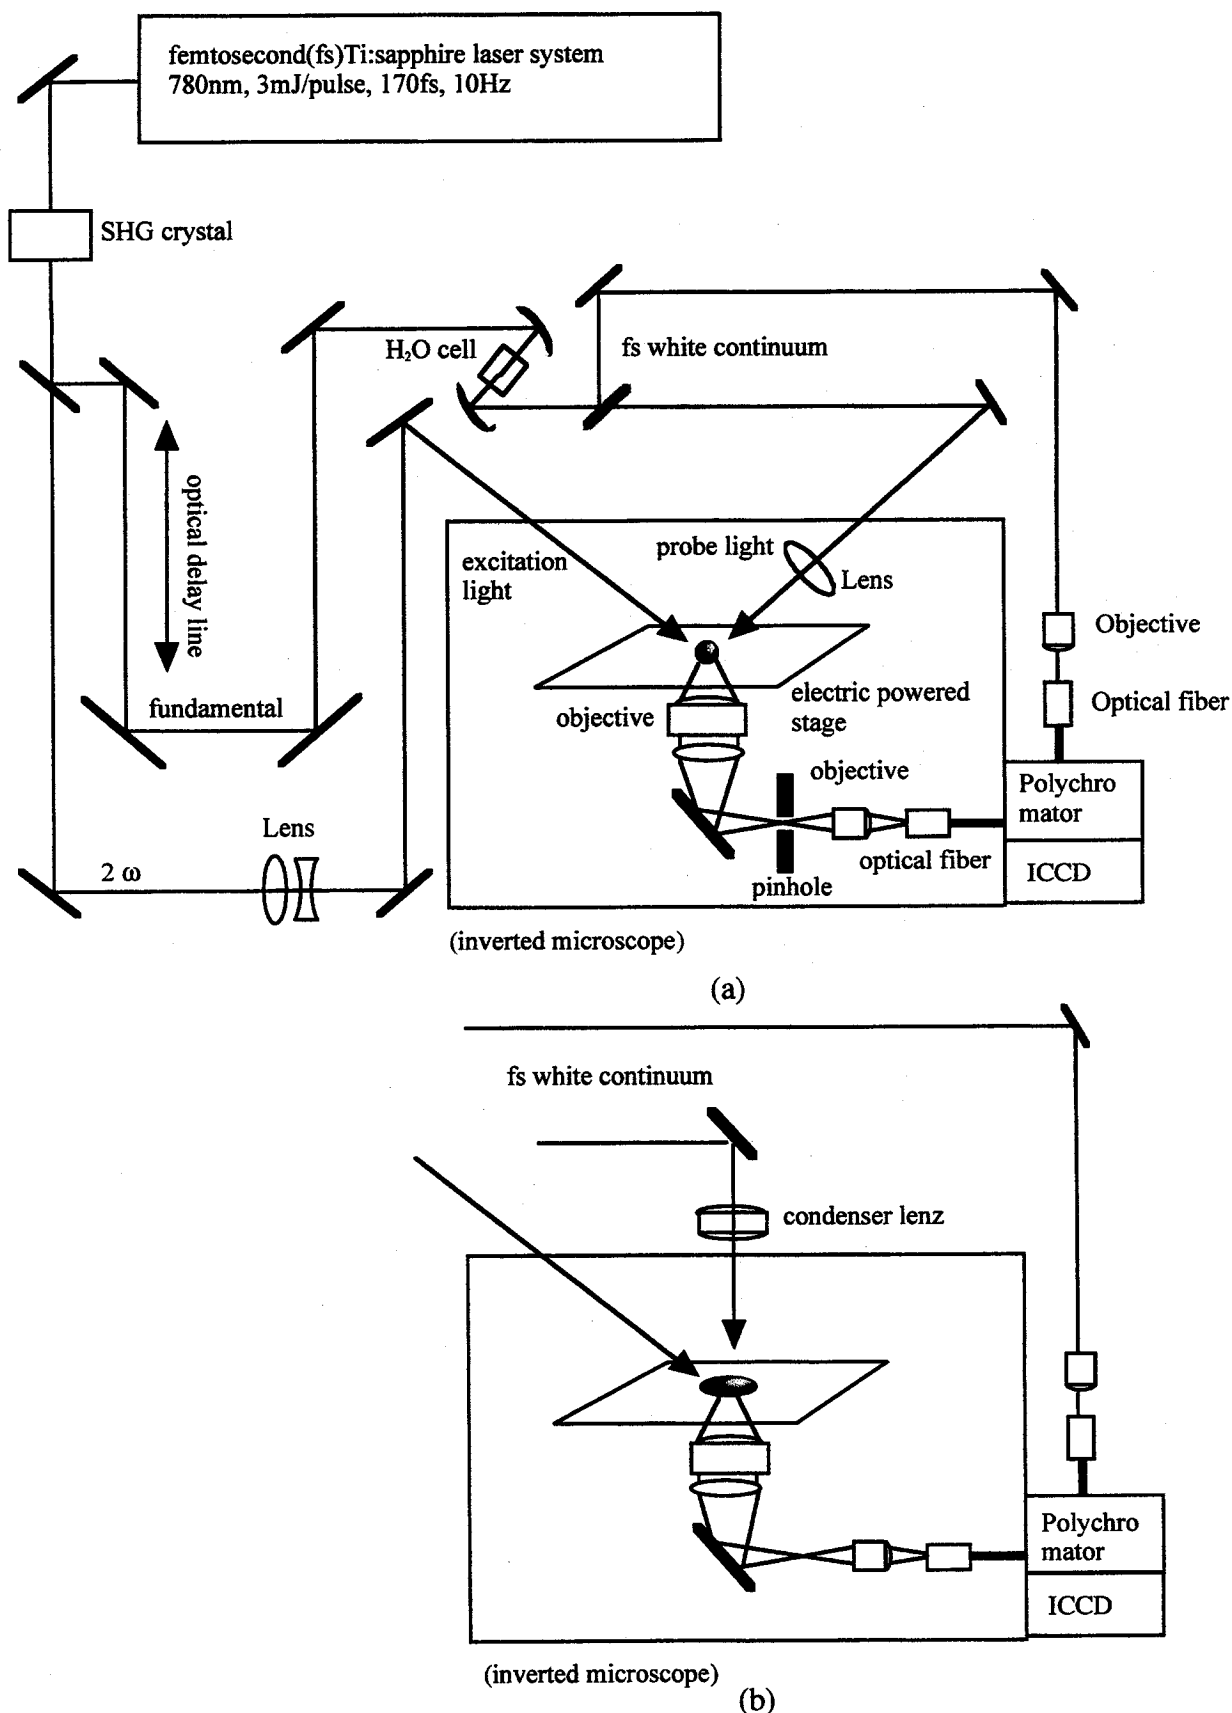 femtosecond(fs)Ti:sapphire laser system
780nm, 3mJ/pulse, 170fs, 10Hz
SHG crystal
H₂O cell
fs white continuum
optical delay line
excitation
light
probe light
Lens
Objective
fundamental
objective
electric powered
stage
Optical fiber
objective
Polychro
mator
Lens
2 ω
optical fiber
ICCD
pinhole
(inverted microscope)
(a)
fs white continuum
condenser lenz
Polychro
mator
ICCD
(inverted microscope)
(b)